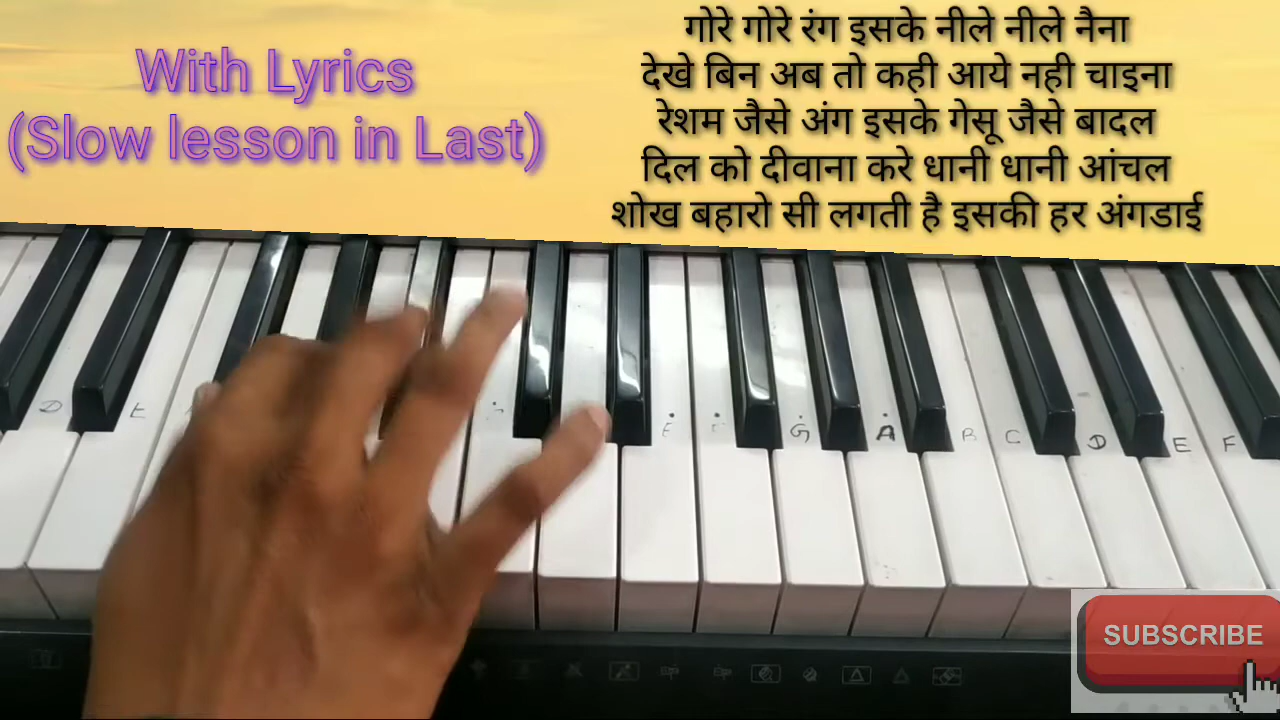 With Lyrics
(Slow lesson in Last)
गोरे गोरे रंग इसके नीले नीले नैना
देखे बिन अब तो कही आये नही चाइना
रेशम जैसे अंग इसके गेसू जैसे बादल
दिल को दीवाना करे धानी धानी आंचल
शोख बहारो सी लगती है इसकी हर अंगडाई
D E G A B C D E F
SUBSCRIBE